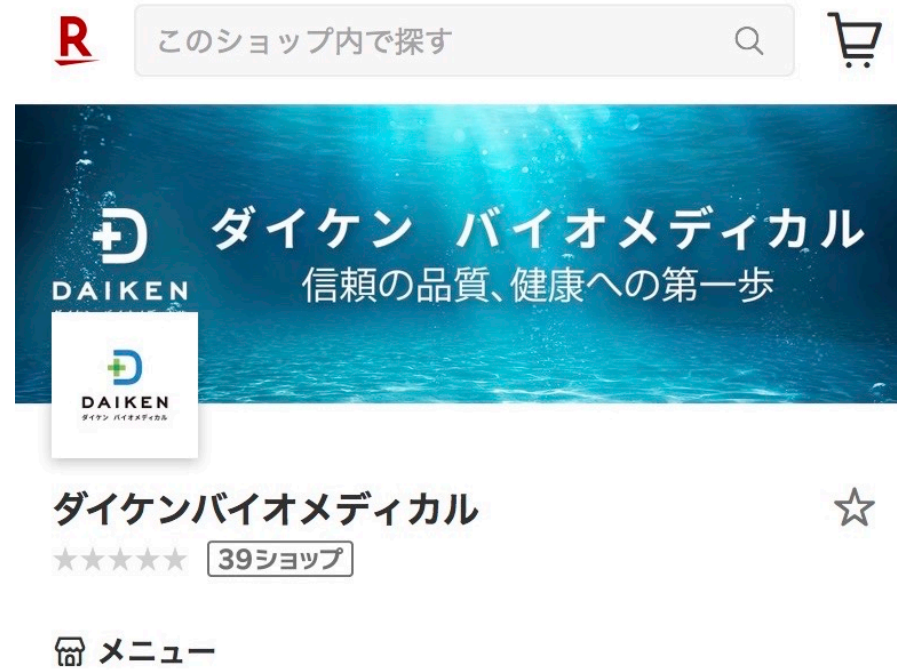 R
このショップ内で探す
ダイケン バイオメディカル
信頼の品質、健康への第一歩
DAIKEN
DAIKEN
ダイケン バイオメディカル
ダイケンバイオメディカル
39ショップ
メニュー